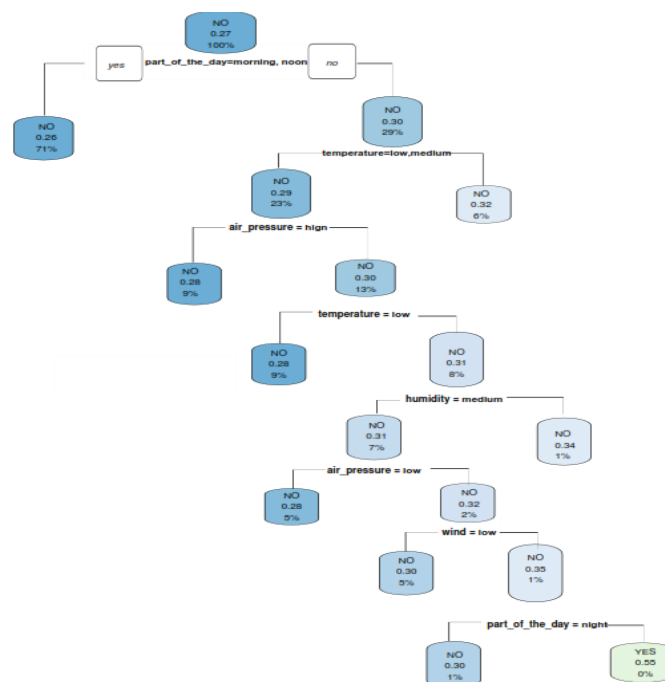 NO
0.27
100%
yes
part_of_the_day=morning, noon
no
NO
0.26
71%
NO
0.30
29%
temperature=low,medium
NO
0.29
23%
NO
0.32
6%
air_pressure = hign
NO
0.28
9%
NO
0.30
13%
temperature = low
NO
0.28
9%
NO
0.31
8%
humidity = medium
NO
0.31
7%
NO
0.34
1%
air_pressure = low
NO
0.28
5%
NO
0.32
2%
wind = low
NO
0.30
5%
NO
0.35
1%
part_of_the_day = night
NO
0.30
1%
YES
0.55
0%